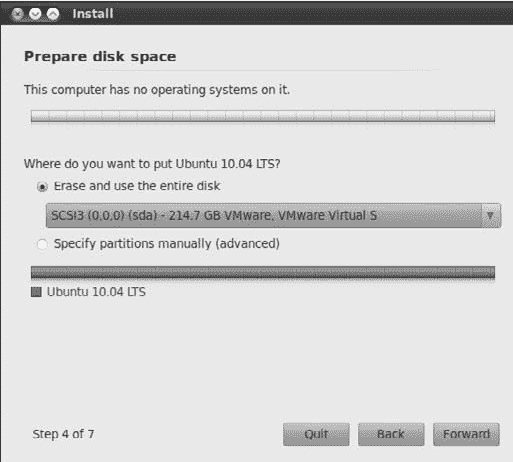 Install
Prepare disk space
This computer has no operating systems on it.
Where do you want to put Ubuntu 10.04 LTS?
Erase and use the entire disk
SCSI3 (0,0,0) (sda) - 214.7 GB VMware, VMware Virtual S
Specify partitions manually (advanced)
Ubuntu 10.04 LTS
Step 4 of 7
Quit
Back
Forward